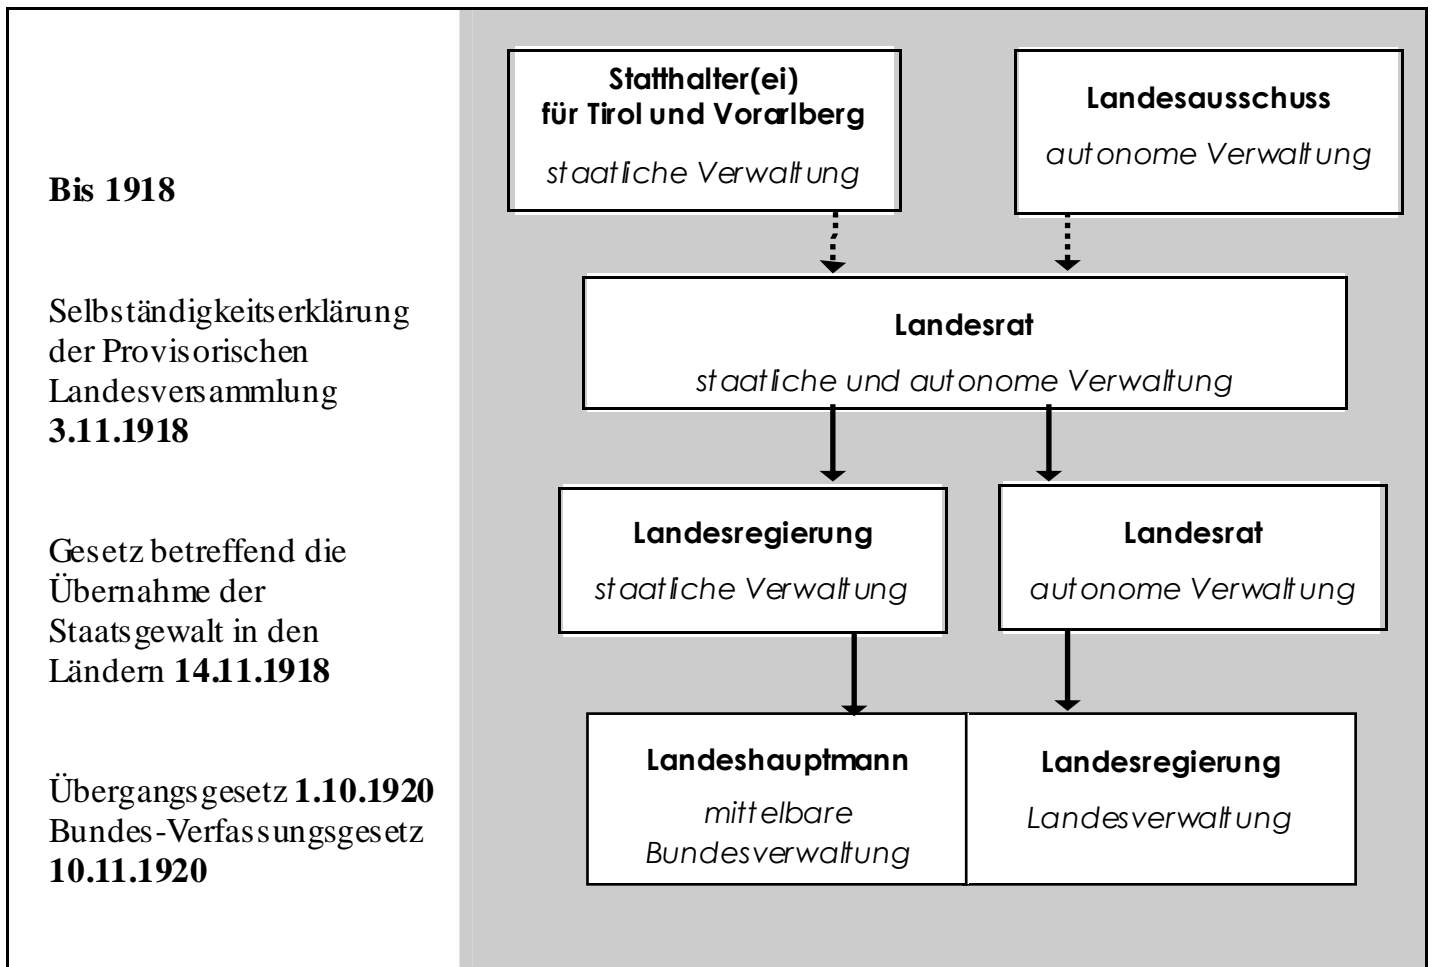 Statthalter(ei)
für Tirol und Vorarlberg
staatliche Verwaltung
Landesausschuss
autonome Verwaltung
Bis 1918
Selbständigkeitserklärung
der Provisorischen
Landesversammlung
3.11.1918
Landesrat
staatliche und autonome Verwaltung
Gesetz betreffend die
Übernahme der
Staatsgewalt in den
Ländern 14.11.1918
Landesregierung
staatliche Verwaltung
Landesrat
autonome Verwaltung
Übergangsgesetz 1.10.1920
Bundes-Verfassungsgesetz
10.11.1920
Landeshauptmann
mittelbare
Bundesverwaltung
Landesregierung
Landesverwaltung